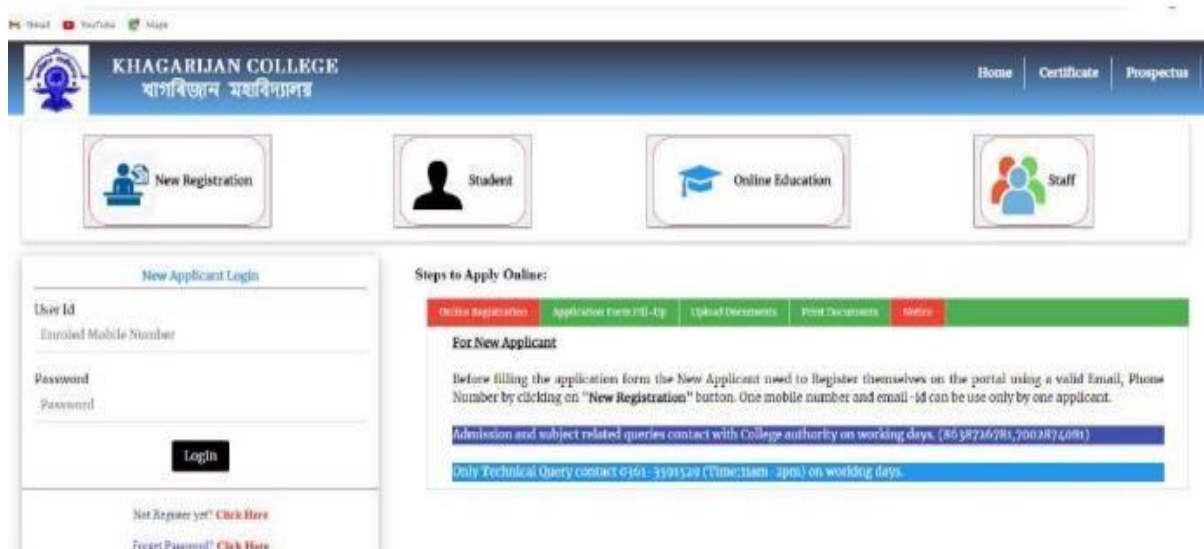 Gmail YouTube Maps
KHAGARIJAN COLLEGE
খাগৰিজান মহাবিদ্যালয়
Home Certificate Prospectus
New Registration Student Online Education Staff
New Applicant Login
User Id
Enroled Mobile Number
Password
Password
Login
Not Register yet? Click Here
Forget Password? Click Here
Steps to Apply Online:
Online Registration Application Form Fill-Up Upload Documents Print Documents Notice
For New Applicant
Before filling the application form the New Applicant need to Register themselves on the portal using a valid Email, Phone
Number by clicking on "New Registration" button. One mobile number and email-id can be use only by one applicant.
Admission and subject related queries contact with College authority on working days. (8638726781,7002874081)
Only Technical Query contact 0361-3591529 (Time:11am-2pm) on working days.